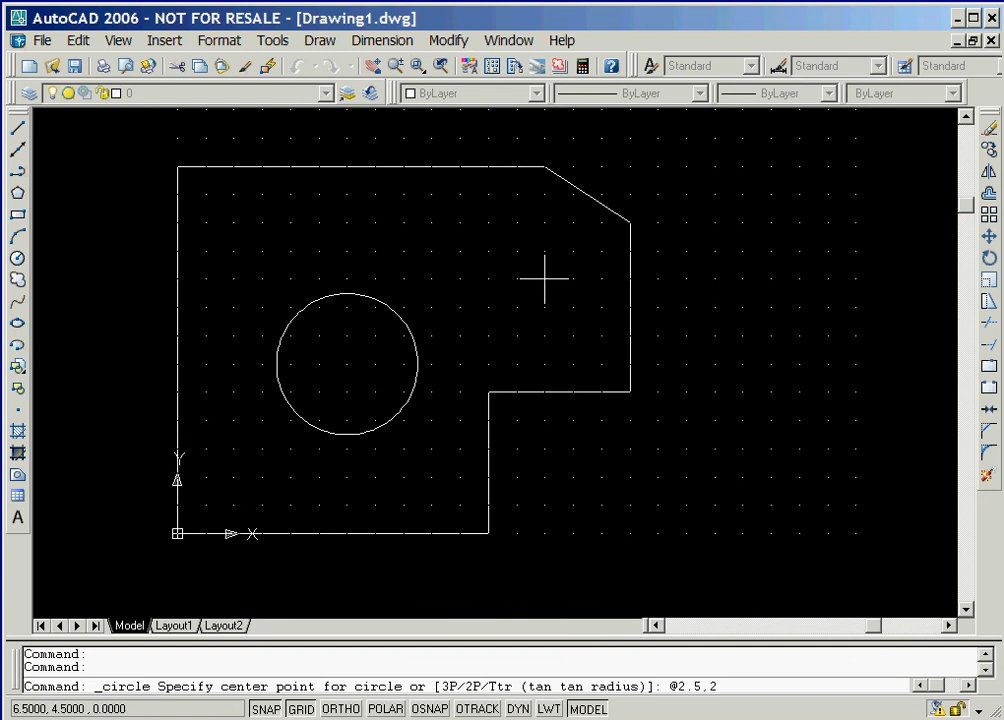 AutoCAD 2006 - NOT FOR RESALE - [Drawing1.dwg]
File Edit View Insert Format Tools Draw Dimension Modify Window Help
Standard Standard Standard
0 ByLayer ByLayer ByLayer ByLayer
Y
X
A
Model Layout1 Layout2
Command:
Command:
Command: _circle Specify center point for circle or [3P/2P/Ttr (tan tan radius)]: @2.5,2
6.5000, 4.5000 , 0.0000 SNAP GRID ORTHO POLAR OSNAP OTRACK DYN LWT MODEL